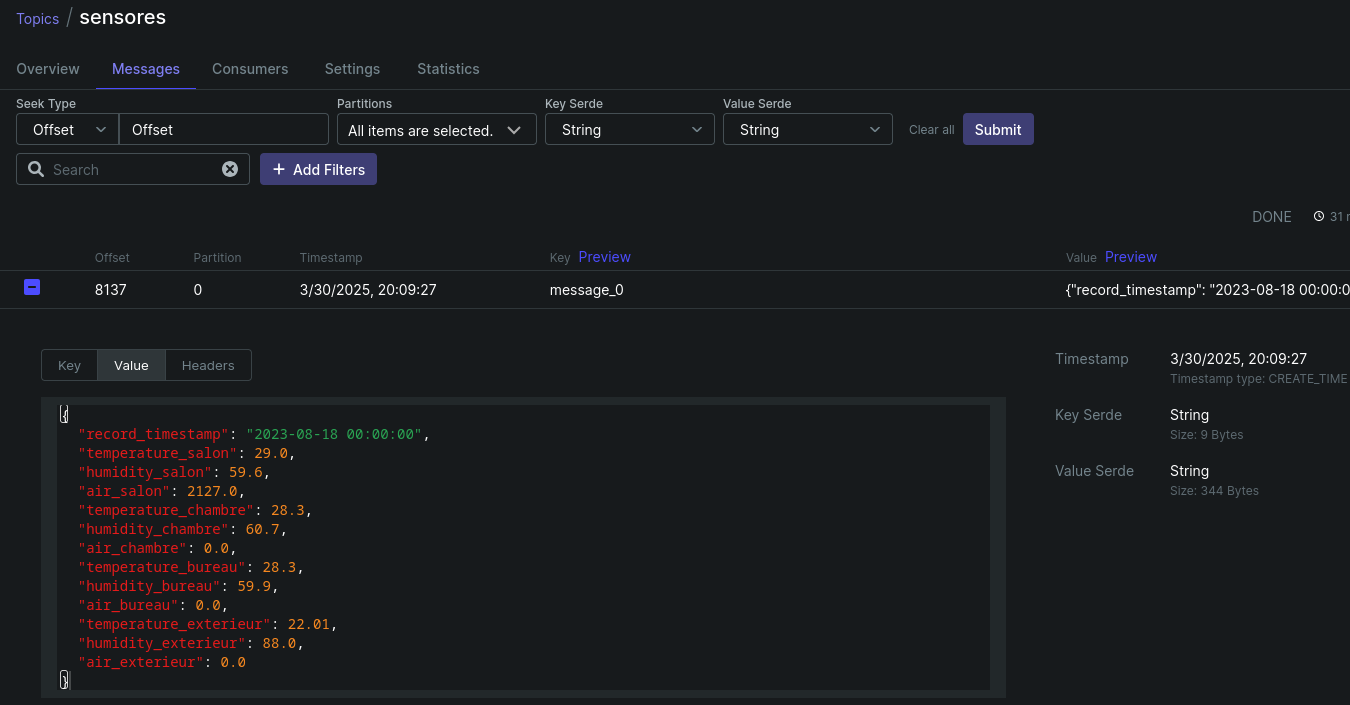 Topics / sensores
Overview Messages Consumers Settings Statistics
Seek Type Partitions Key Serde Value Serde
Offset Offset All items are selected. String String Clear all Submit
Search + Add Filters
DONE 31
Offset Partition Timestamp Key Preview Value Preview
8137 0 3/30/2025, 20:09:27 message_0 {"record_timestamp": "2023-08-18 00:00:0
Key Value Headers
{
"record_timestamp": "2023-08-18 00:00:00",
"temperature_salon": 29.0,
"humidity_salon": 59.6,
"air_salon": 2127.0,
"temperature_chambre": 28.3,
"humidity_chambre": 60.7,
"air_chambre": 0.0,
"temperature_bureau": 28.3,
"humidity_bureau": 59.9,
"air_bureau": 0.0,
"temperature_exterieur": 22.01,
"humidity_exterieur": 88.0,
"air_exterieur": 0.0
}
Timestamp 3/30/2025, 20:09:27
Timestamp type: CREATE_TIME
Key Serde String
Size: 9 Bytes
Value Serde String
Size: 344 Bytes